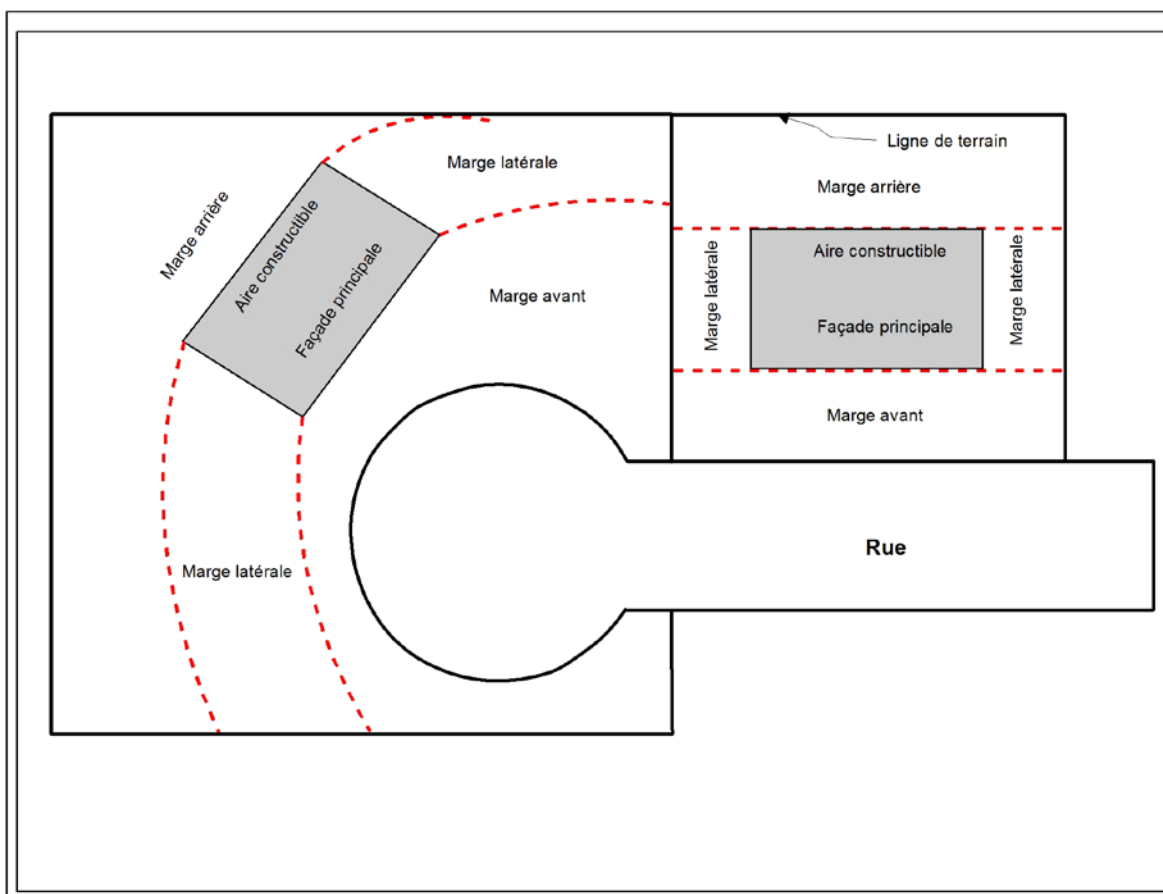 Marge latérale
Marge arrière
Aire constructible
Façade principale
Marge avant
Marge latérale
Ligne de terrain
Marge arrière
Marge latérale
Aire constructible
Façade principale
Marge latérale
Marge avant
Rue